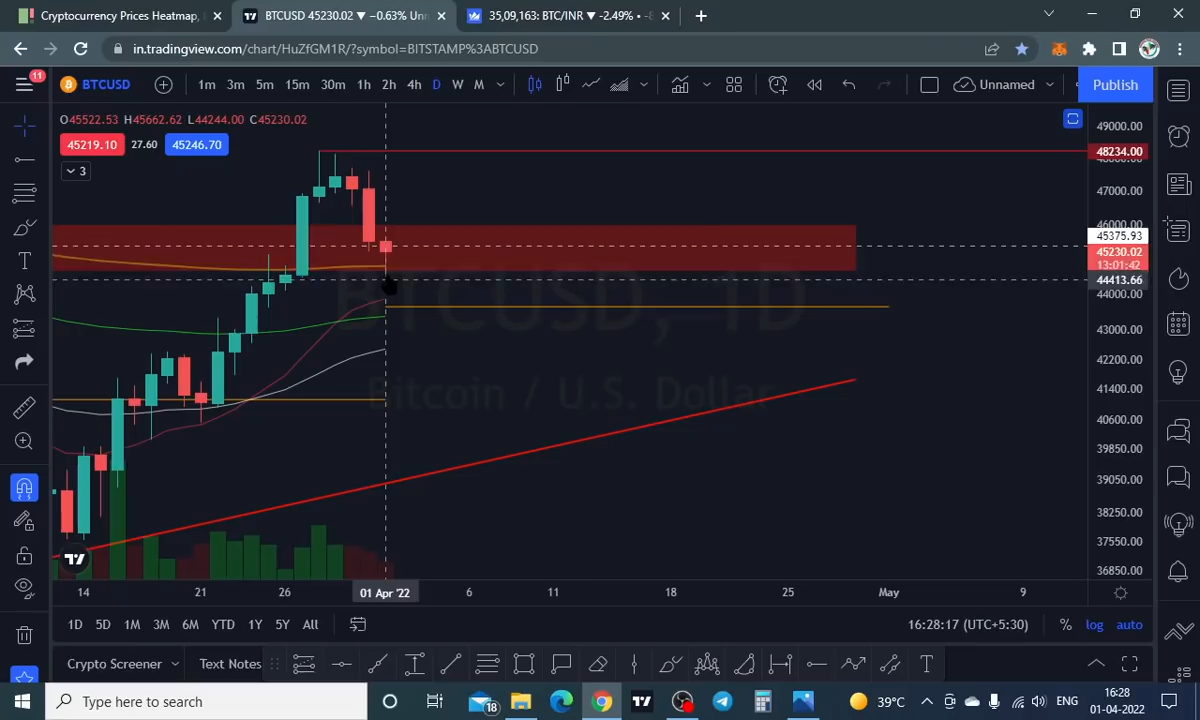 Cryptocurrency Prices Heatmap,
BTCUSD 45230.02 ▼ −0.63% Unn
35,09,163: BTC/INR ▼ -2.49% •
in.tradingview.com/chart/HuZfGM1R/?symbol=BITSTAMP%3ABTCUSD
11
BTCUSD 1m 3m 5m 15m 30m 1h 2h 4h D W M Unnamed Publish
O45522.53 H45662.62 L44244.00 C45230.02
45219.10 27.60 45246.70
3
49000.00
48234.00
47000.00
46000.00
45375.93
45230.02
13:01:42
44413.66
44000.00
43000.00
42200.00
41400.00
40600.00
39850.00
39050.00
38250.00
37550.00
36850.00
BTCUSD, 1D
Bitcoin / U.S. Dollar
14 21 26 01 Apr '22 6 11 18 25 May 9
1D 5D 1M 3M 6M YTD 1Y 5Y All 16:28:17 (UTC+5:30) % log auto
Crypto Screener Text Notes
Type here to search
18
39°C ENG 16:28
01-04-2022